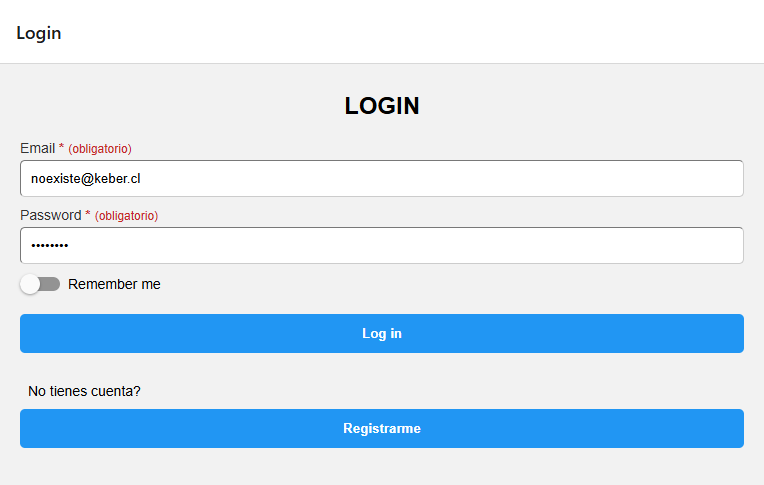 Login
LOGIN
Email * (obligatorio)
noexiste@keber.cl
Password * (obligatorio)
••••••••
Remember me
Log in
No tienes cuenta?
Registrarme